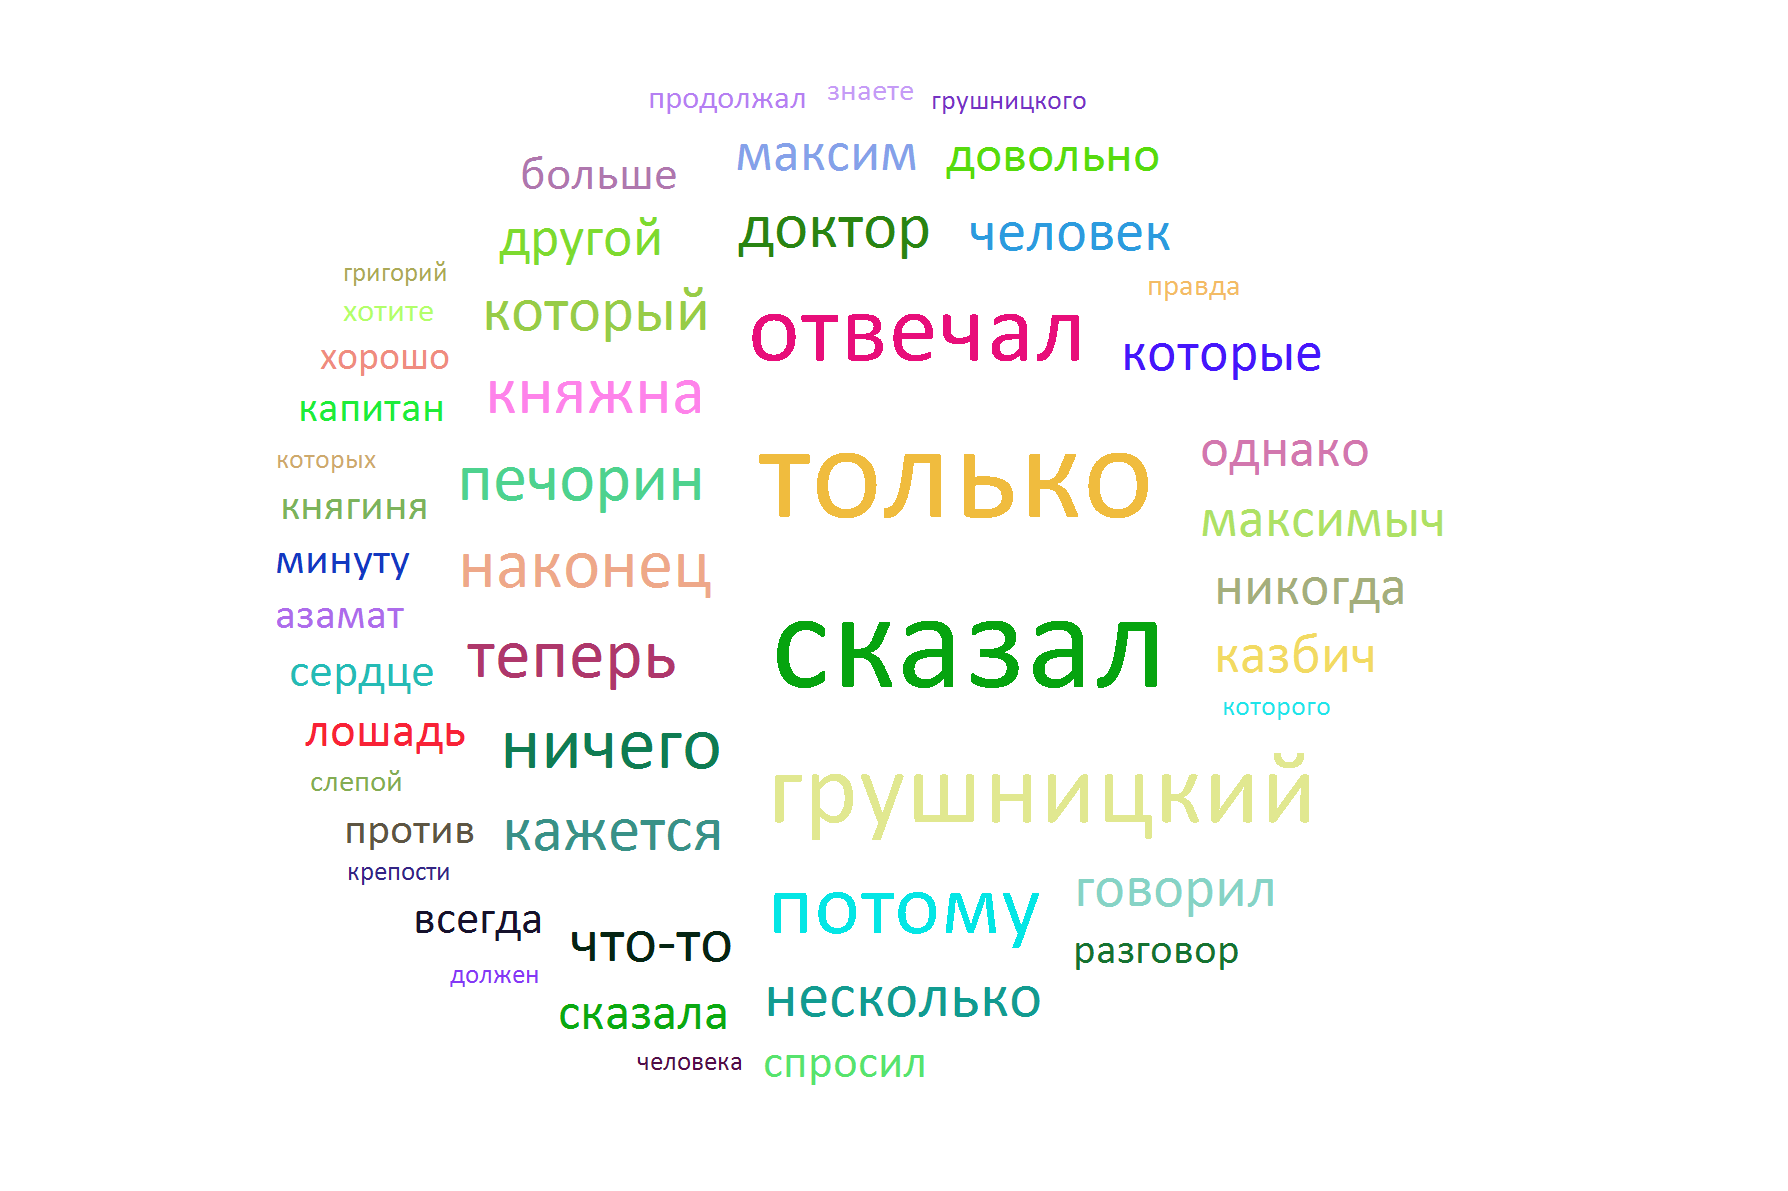 продолжал знаете грушницкого
больше максим довольно
другой доктор человек
григорий
правда
хотите который отвечал
хорошо которые
капитан княжна
которых однако
княгиня печорин только
максимыч
минуту наконец никогда
азамат
сердце теперь сказал казбич
которого
лошадь ничего
слепой грушницкий
против кажется
крепости
всегда потому говорил
что-то разговор
должен
сказала несколько
человека спросил